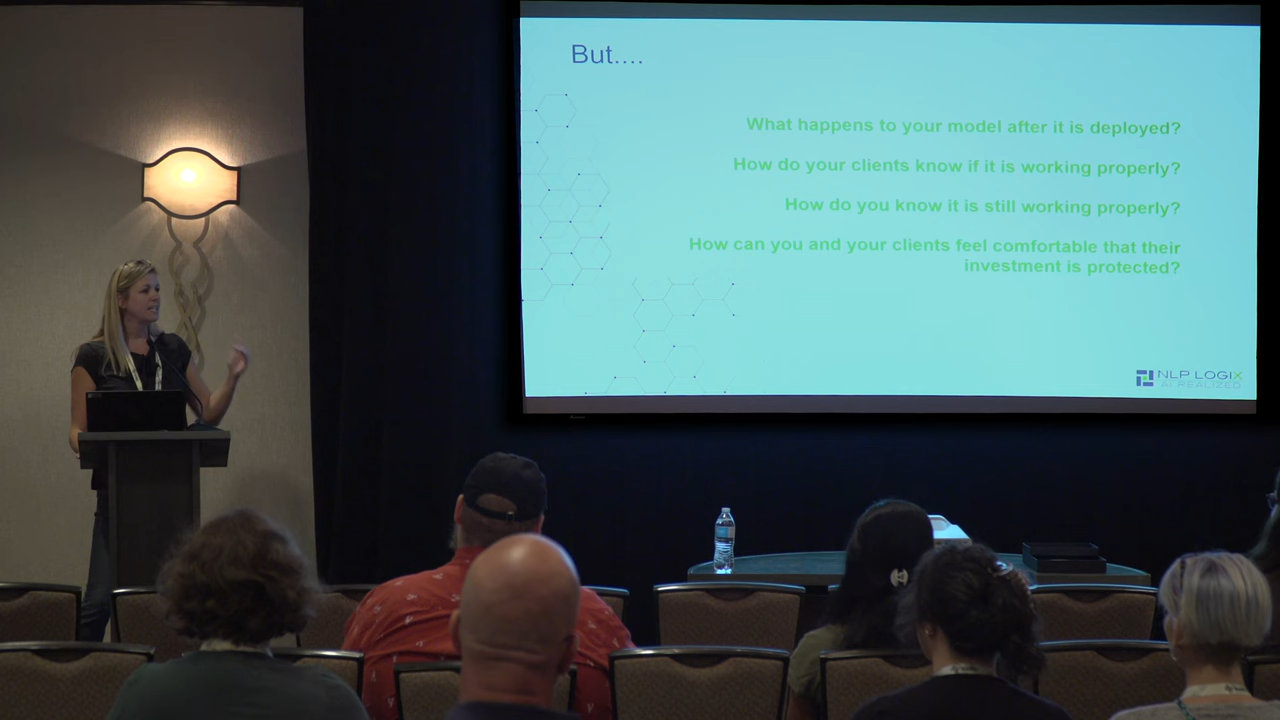 But....
What happens to your model after it is deployed?
How do your clients know if it is working properly?
How do you know it is still working properly?
How can you and your clients feel comfortable that their
investment is protected?
NLP LOGIX
AI REALIZED